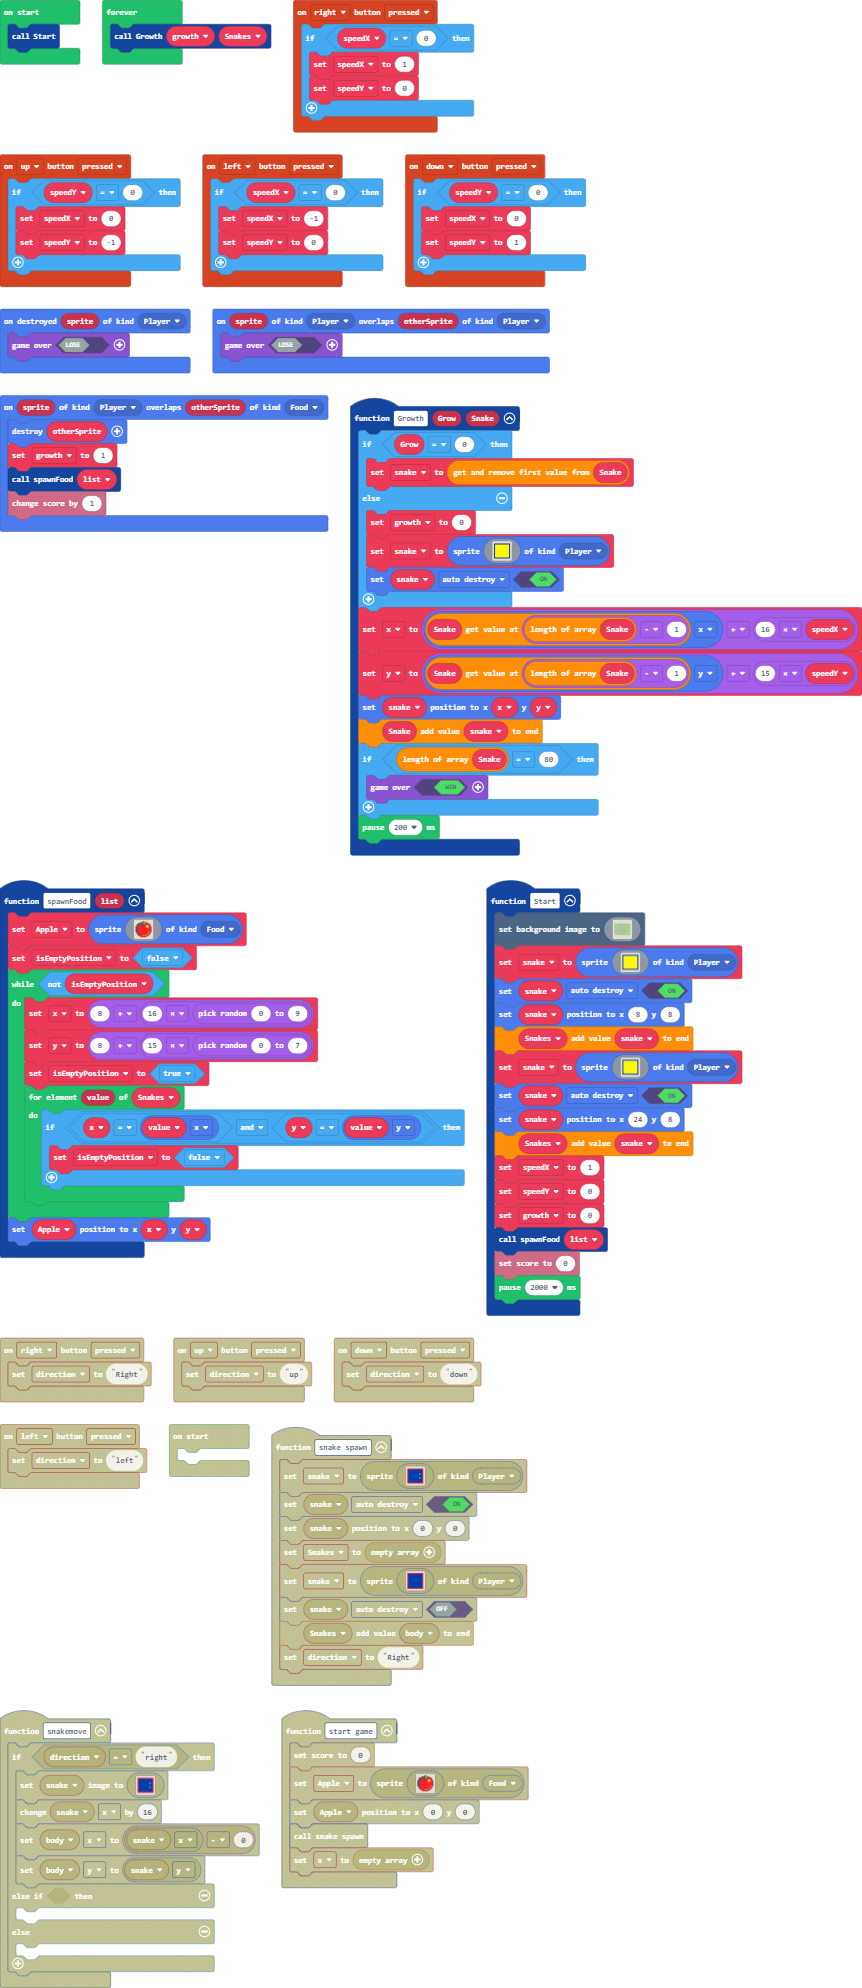 on start
call Start
forever
call Growth growth Snakes
on right button pressed
if speedX = 0 then
set speedX to 1
set speedY to 0
on up button pressed
if speedY = 0 then
set speedX to 0
set speedY to -1
on left button pressed
if speedX = 0 then
set speedX to -1
set speedY to 0
on down button pressed
if speedY = 0 then
set speedX to 0
set speedY to 1
on destroyed sprite of kind Player
game over LOSE
on sprite of kind Player overlaps otherSprite of kind Player
game over LOSE
on sprite of kind Player overlaps otherSprite of kind Food
destroy otherSprite
set growth to 1
call spawnFood list
change score by 1
function Growth Grow Snake
if Grow = 0 then
set snake to get and remove first value from Snake
else
set growth to 0
set snake to sprite of kind Player
set snake auto destroy ON
set x to Snake get value at length of array Snake - 1 x + 16 × speedX
set y to Snake get value at length of array Snake - 1 y + 15 × speedY
set snake position to x x y y
Snake add value snake to end
if length of array Snake = 80 then
game over WIN
pause 200 ms
function spawnFood list
set Apple to sprite of kind Food
set isEmptyPosition to false
while not isEmptyPosition
do
set x to 8 + 16 × pick random 0 to 9
set y to 8 + 15 × pick random 0 to 7
set isEmptyPosition to true
for element value of Snakes
do
if x = value x and y = value y then
set isEmptyPosition to false
set Apple position to x x y y
function Start
set background image to
set snake to sprite of kind Player
set snake auto destroy ON
set snake position to x 8 y 8
Snakes add value snake to end
set snake to sprite of kind Player
set snake auto destroy ON
set snake position to x 24 y 8
Snakes add value snake to end
set speedX to 1
set speedY to 0
set growth to 0
call spawnFood list
set score to 0
pause 2000 ms
on right button pressed
set direction to "Right"
on up button pressed
set direction to "up"
on down button pressed
set direction to "down"
on left button pressed
set direction to "left"
on start
function snake spawn
set snake to sprite of kind Player
set snake auto destroy ON
set snake position to x 0 y 0
set Snakes to empty array
set snake to sprite of kind Player
set snake auto destroy OFF
Snakes add value body to end
set direction to "Right"
function snakemove
if direction = "right" then
set snake image to
change snake x by 16
set body x to snake x - 0
set body y to snake y
else if then
else
function start game
set score to 0
set Apple to sprite of kind Food
set Apple position to x 0 y 0
call snake spawn
set x to empty array